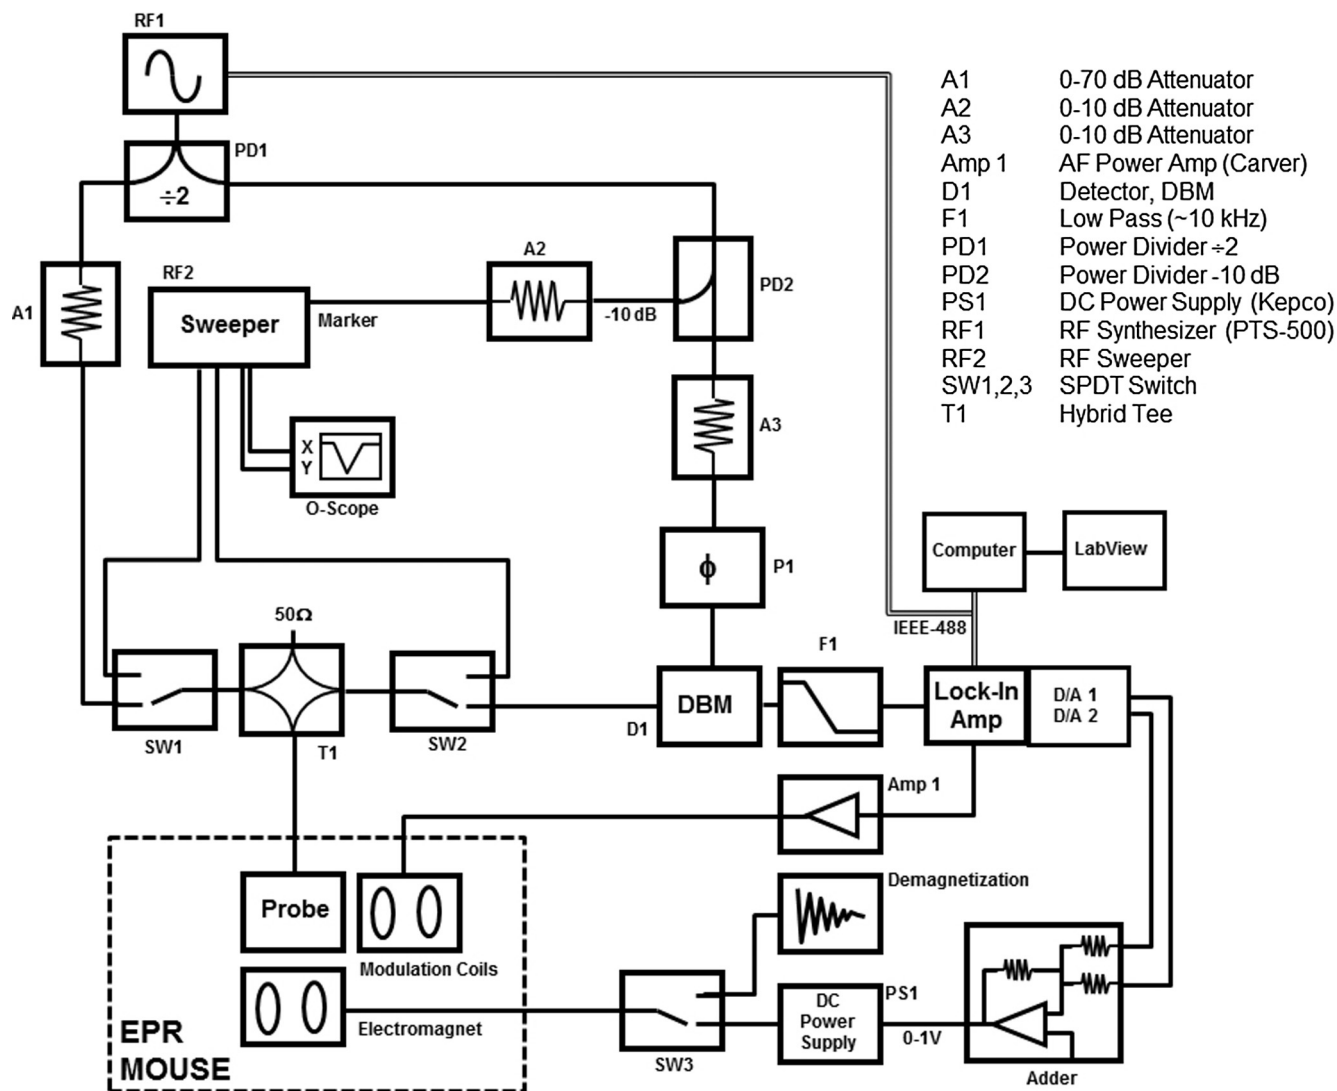 RF1
PD1
÷2
A1 0-70 dB Attenuator
A2 0-10 dB Attenuator
A3 0-10 dB Attenuator
Amp 1 AF Power Amp (Carver)
D1 Detector, DBM
F1 Low Pass (~10 kHz)
PD1 Power Divider ÷2
PD2 Power Divider -10 dB
PS1 DC Power Supply (Kepco)
RF1 RF Synthesizer (PTS-500)
RF2 RF Sweeper
SW1,2,3 SPDT Switch
T1 Hybrid Tee
A2
RF2
PD2
A1
Sweeper
Marker
-10 dB
A3
X
Y
O-Scope
Computer
LabView
ϕ
P1
50Ω
IEEE-488
F1
DBM
Lock-In
Amp
D/A 1
D/A 2
D1
SW1
T1
SW2
Amp 1
Demagnetization
Probe
Modulation Coils
PS1
DC
Power
Supply
0-1V
Electromagnet
EPR
MOUSE
SW3
Adder